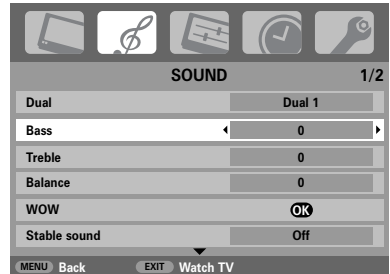 SOUND 1/2
Dual Dual 1
Bass 0
Treble 0
Balance 0
WOW OK
Stable sound Off
MENU Back EXIT Watch TV